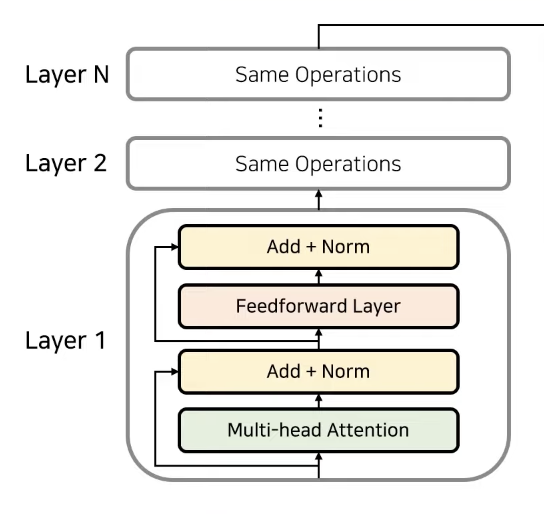 Layer N
Same Operations
⋮
Layer 2
Same Operations
Layer 1
Add + Norm
Feedforward Layer
Add + Norm
Multi-head Attention